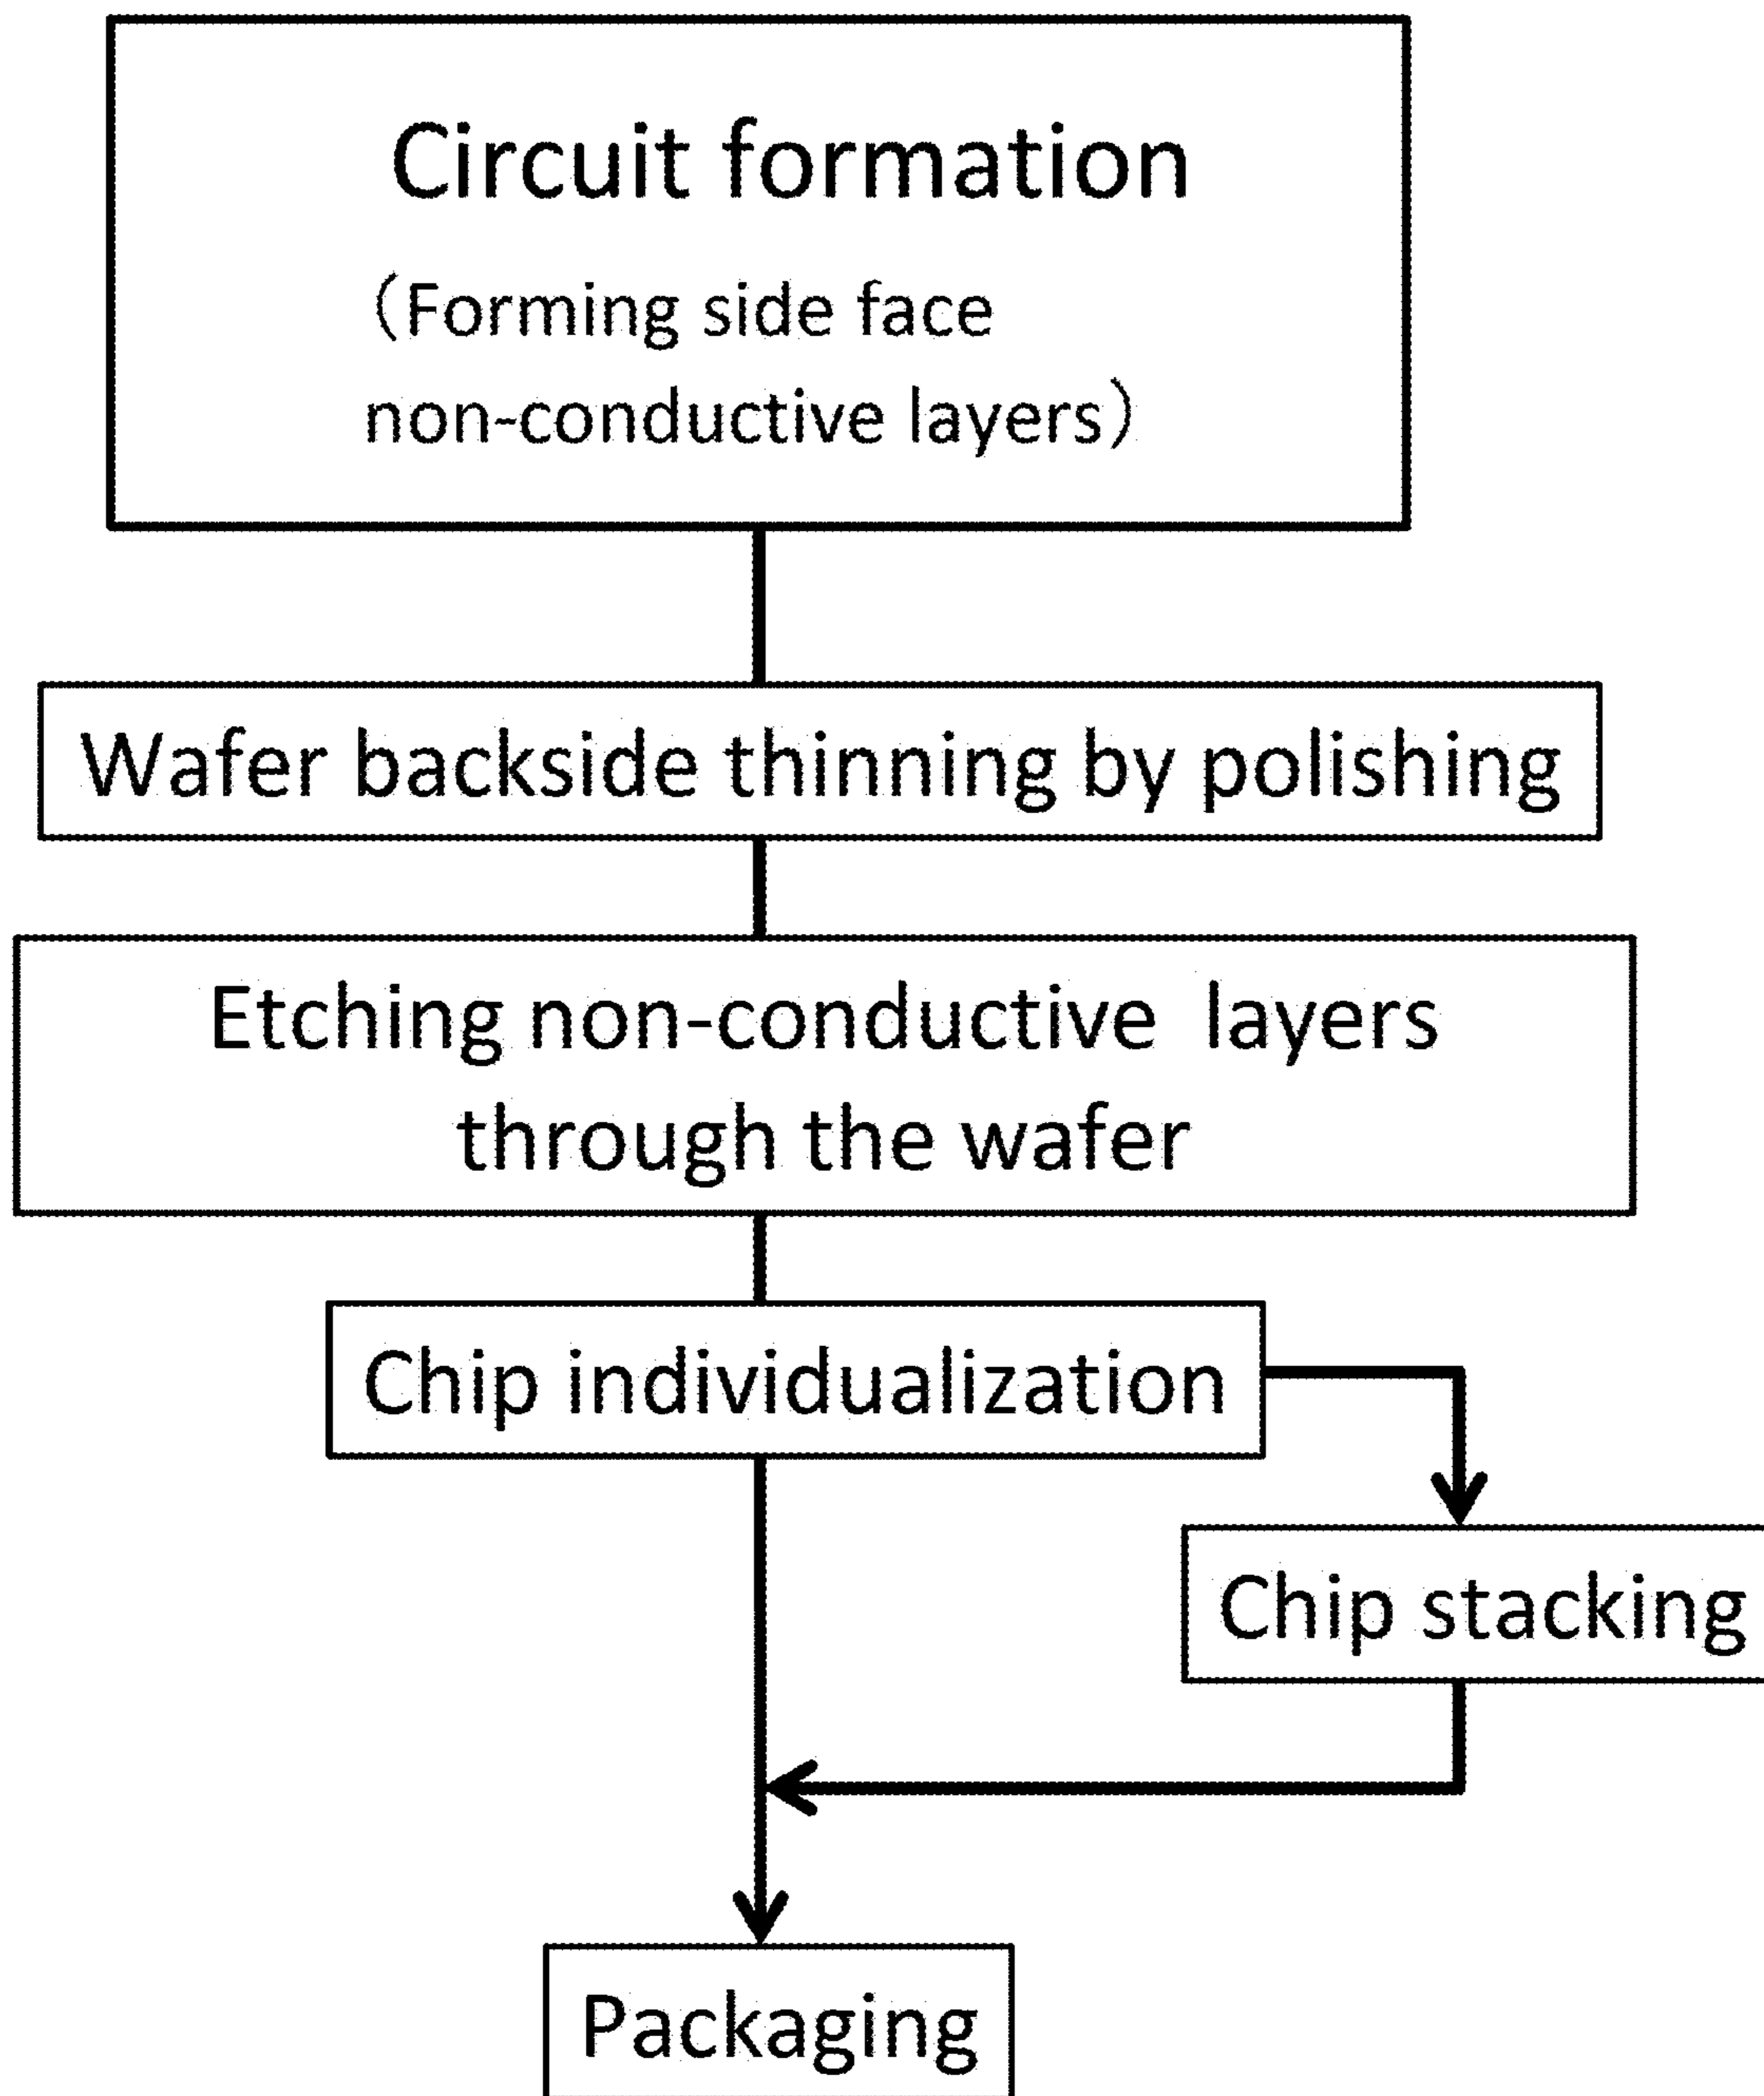 Circuit formation
（Forming side face
non-conductive layers）
Wafer backside thinning by polishing
Etching non-conductive layers
through the wafer
Chip individualization
Chip stacking
Packaging